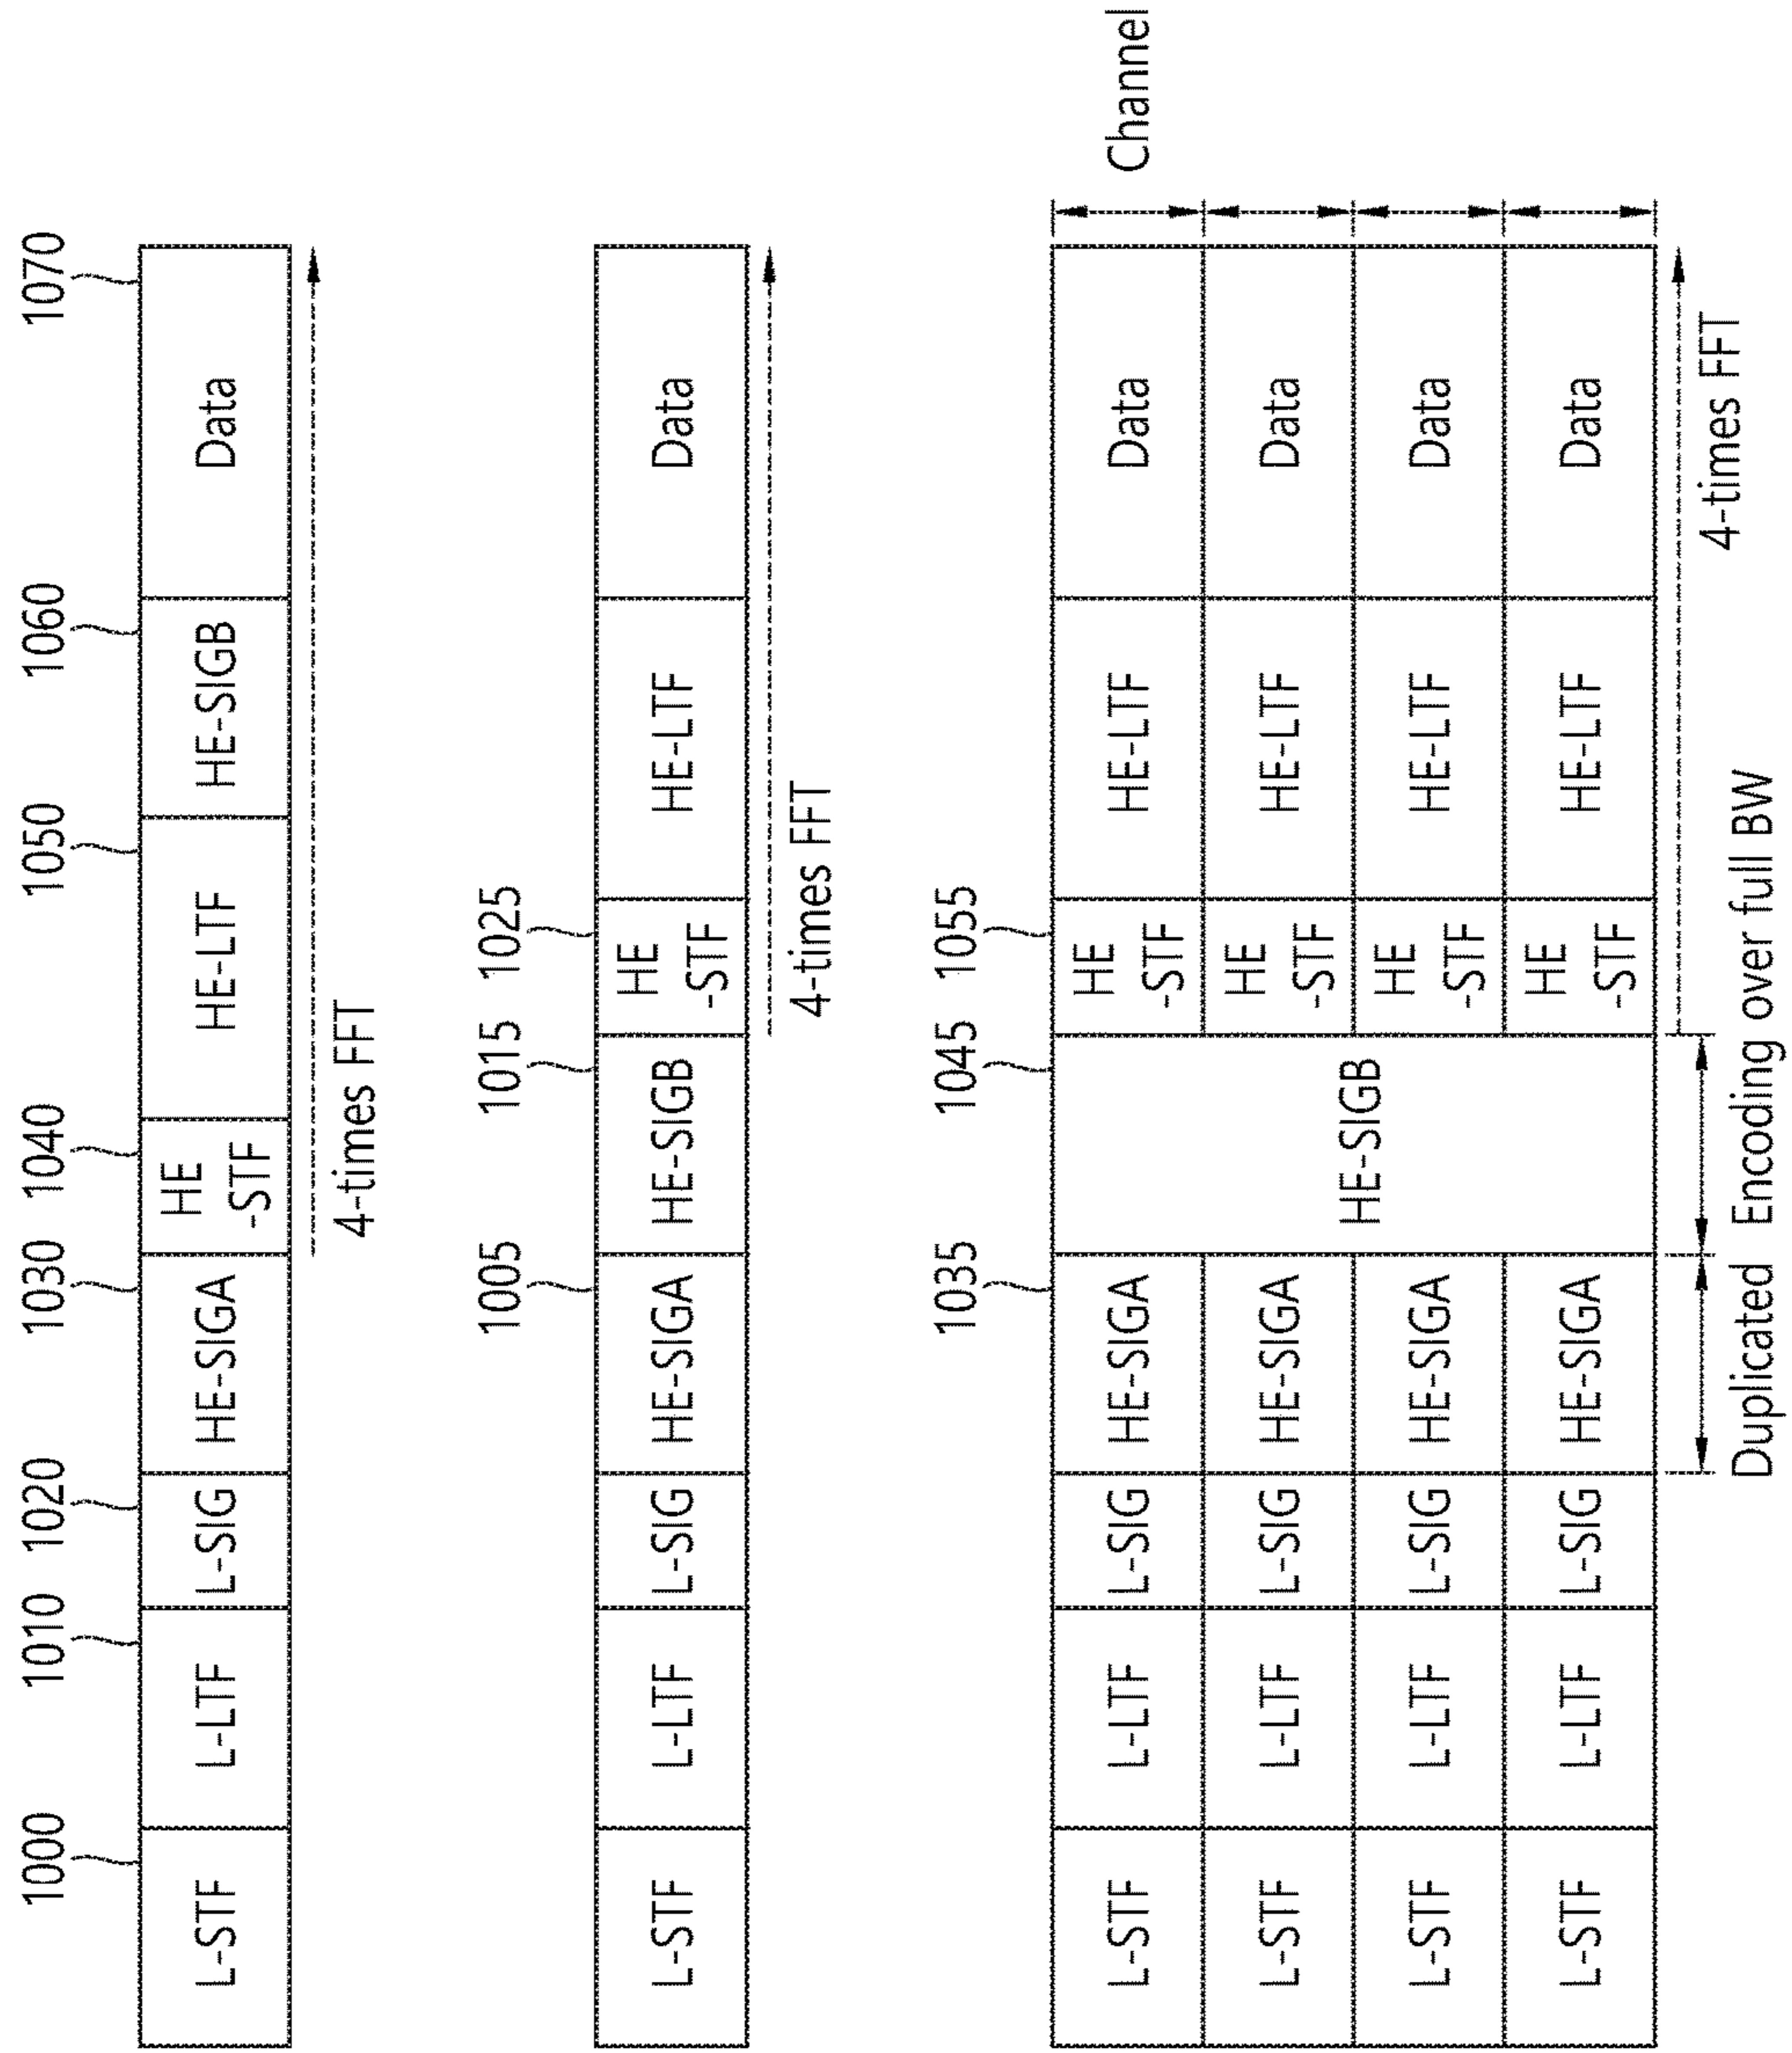 1000 1010 1020 1030 1040 1050 1060 1070
L-STF L-LTF L-SIG HE-SIGA HE HE-LTF HE-SIGB Data
-STF
4-times FFT
1005 1015 1025
L-STF L-LTF L-SIG HE-SIGA HE-SIGB HE HE-LTF Data
-STF
4-times FFT
1035 1045 1055
Channel
L-STF L-LTF L-SIG HE-SIGA HE HE-LTF Data
-STF
L-STF L-LTF L-SIG HE-SIGA HE HE-LTF Data
-STF
HE-SIGB
L-STF L-LTF L-SIG HE-SIGA HE HE-LTF Data
-STF
L-STF L-LTF L-SIG HE-SIGA HE HE-LTF Data
-STF
4-times FFT
Duplicated Encoding over full BW